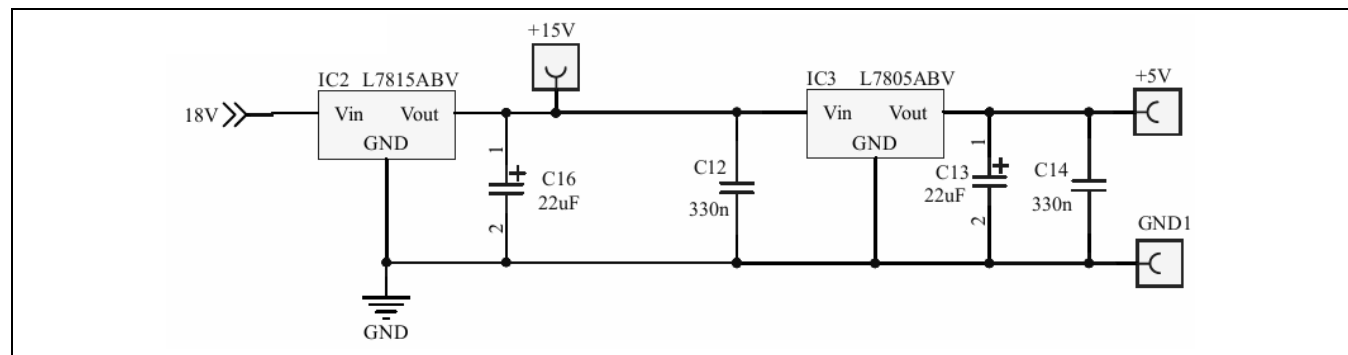 +15V
IC2 L7815ABV
IC3 L7805ABV
+5V
18V
Vin Vout
GND
Vin Vout
GND
1
+
C16
22uF
2
C12
330n
1
+
C13
22uF
2
C14
330n
GND1
GND